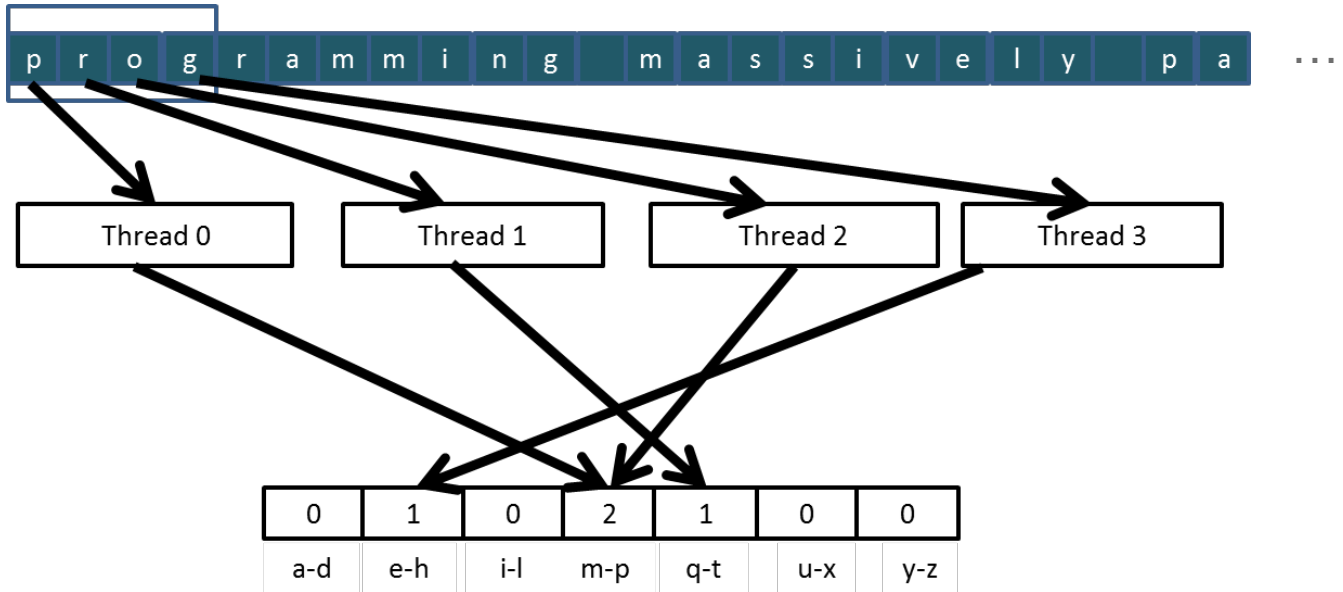 p r o g r a m m i n g m a s s i v e l y p a ...
Thread 0 Thread 1 Thread 2 Thread 3
0 1 0 2 1 0 0
a-d e-h i-l m-p q-t u-x y-z